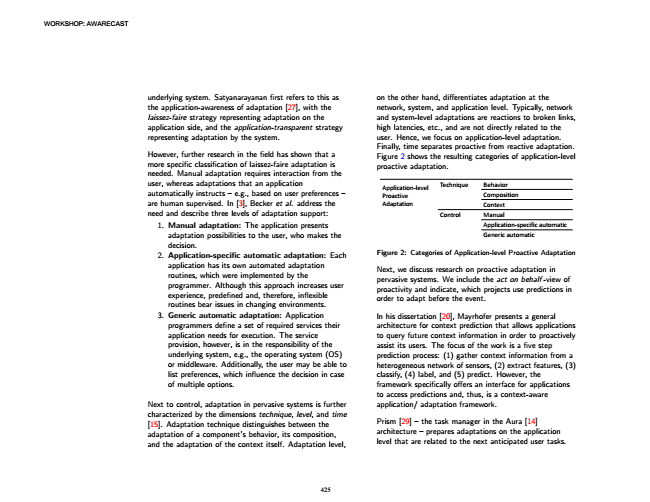 WORKSHOP: AWARECAST
underlying system. Satyanarayanan first refers to this as
the application-awareness of adaptation [27], with the
laissez-faire strategy representing adaptation on the
application side, and the application-transparent strategy
representing adaptation by the system.
However, further research in the field has shown that a
more specific classification of laissez-faire adaptation is
needed. Manual adaptation requires interaction from the
user, whereas adaptations that an application
automatically instructs – e.g., based on user preferences –
are human supervised. In [3], Becker et al. address the
need and describe three levels of adaptation support:
1. Manual adaptation: The application presents
adaptation possibilities to the user, who makes the
decision.
2. Application-specific automatic adaptation: Each
application has its own automated adaptation
routines, which were implemented by the
programmer. Although this approach increases user
experience, predefined and, therefore, inflexible
routines bear issues in changing environments.
3. Generic automatic adaptation: Application
programmers define a set of required services their
application needs for execution. The service
provision, however, is in the responsibility of the
underlying system, e.g., the operating system (OS)
or middleware. Additionally, the user may be able to
list preferences, which influence the decision in case
of multiple options.
Next to control, adaptation in pervasive systems is further
characterized by the dimensions technique, level, and time
[15]. Adaptation technique distinguishes between the
adaptation of a component's behavior, its composition,
and the adaptation of the context itself. Adaptation level,
on the other hand, differentiates adaptation at the
network, system, and application level. Typically, network
and system-level adaptations are reactions to broken links,
high latencies, etc., and are not directly related to the
user. Hence, we focus on application-level adaptation.
Finally, time separates proactive from reactive adaptation.
Figure 2 shows the resulting categories of application-level
proactive adaptation.
Application-level
Proactive
Adaptation
Technique
Behavior
Composition
Context
Control
Manual
Application-specific automatic
Generic automatic
Figure 2: Categories of Application-level Proactive Adaptation
Next, we discuss research on proactive adaptation in
pervasive systems. We include the act on behalf-view of
proactivity and indicate, which projects use predictions in
order to adapt before the event.
In his dissertation [20], Mayrhofer presents a general
architecture for context prediction that allows applications
to query future context information in order to proactively
assist its users. The focus of the work is a five step
prediction process: (1) gather context information from a
heterogeneous network of sensors, (2) extract features, (3)
classify, (4) label, and (5) predict. However, the
framework specifically offers an interface for applications
to access predictions and, thus, is a context-aware
application/ adaptation framework.
Prism [29] – the task manager in the Aura [14]
architecture – prepares adaptations on the application
level that are related to the next anticipated user tasks.
425